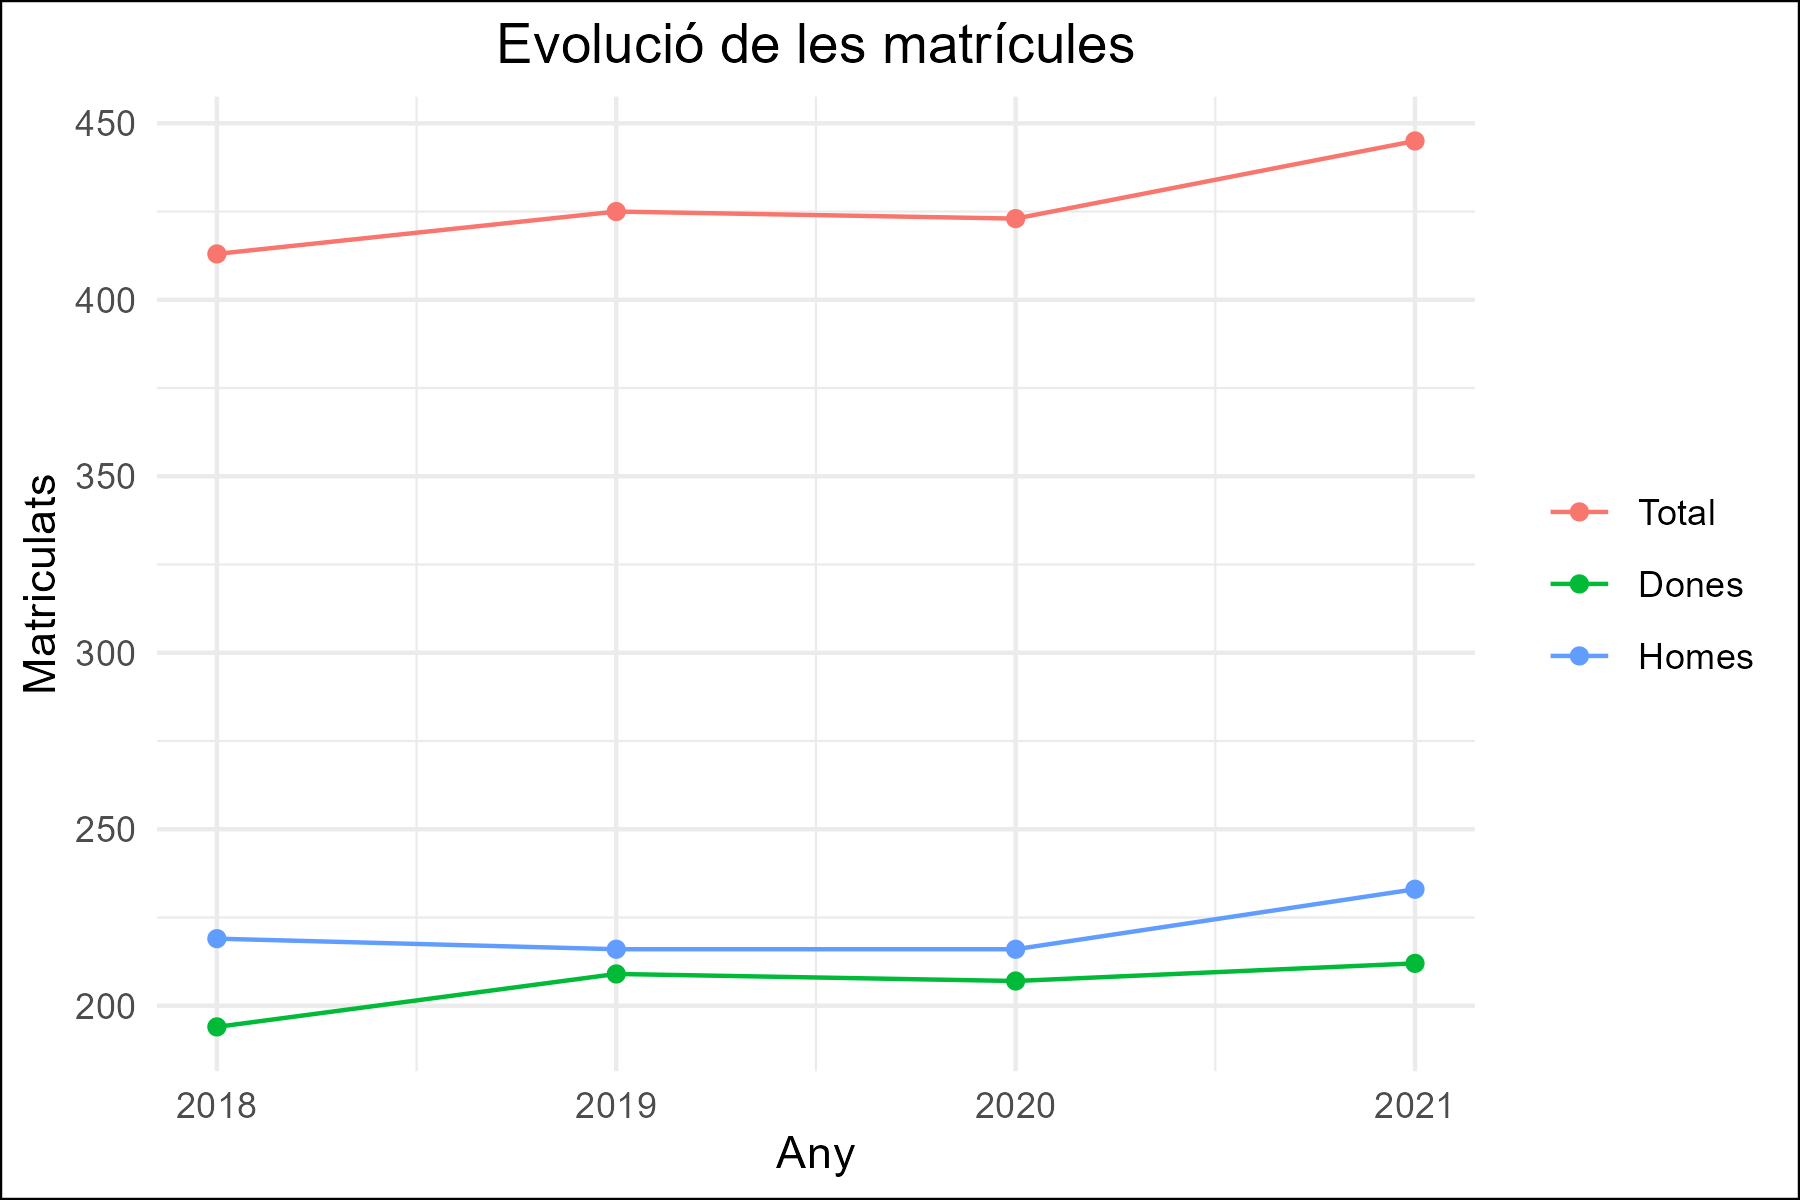 Evolució de les matrícules
Matriculats
450
400
350
300
250
200
2018 2019 2020 2021
Any
Total
Dones
Homes